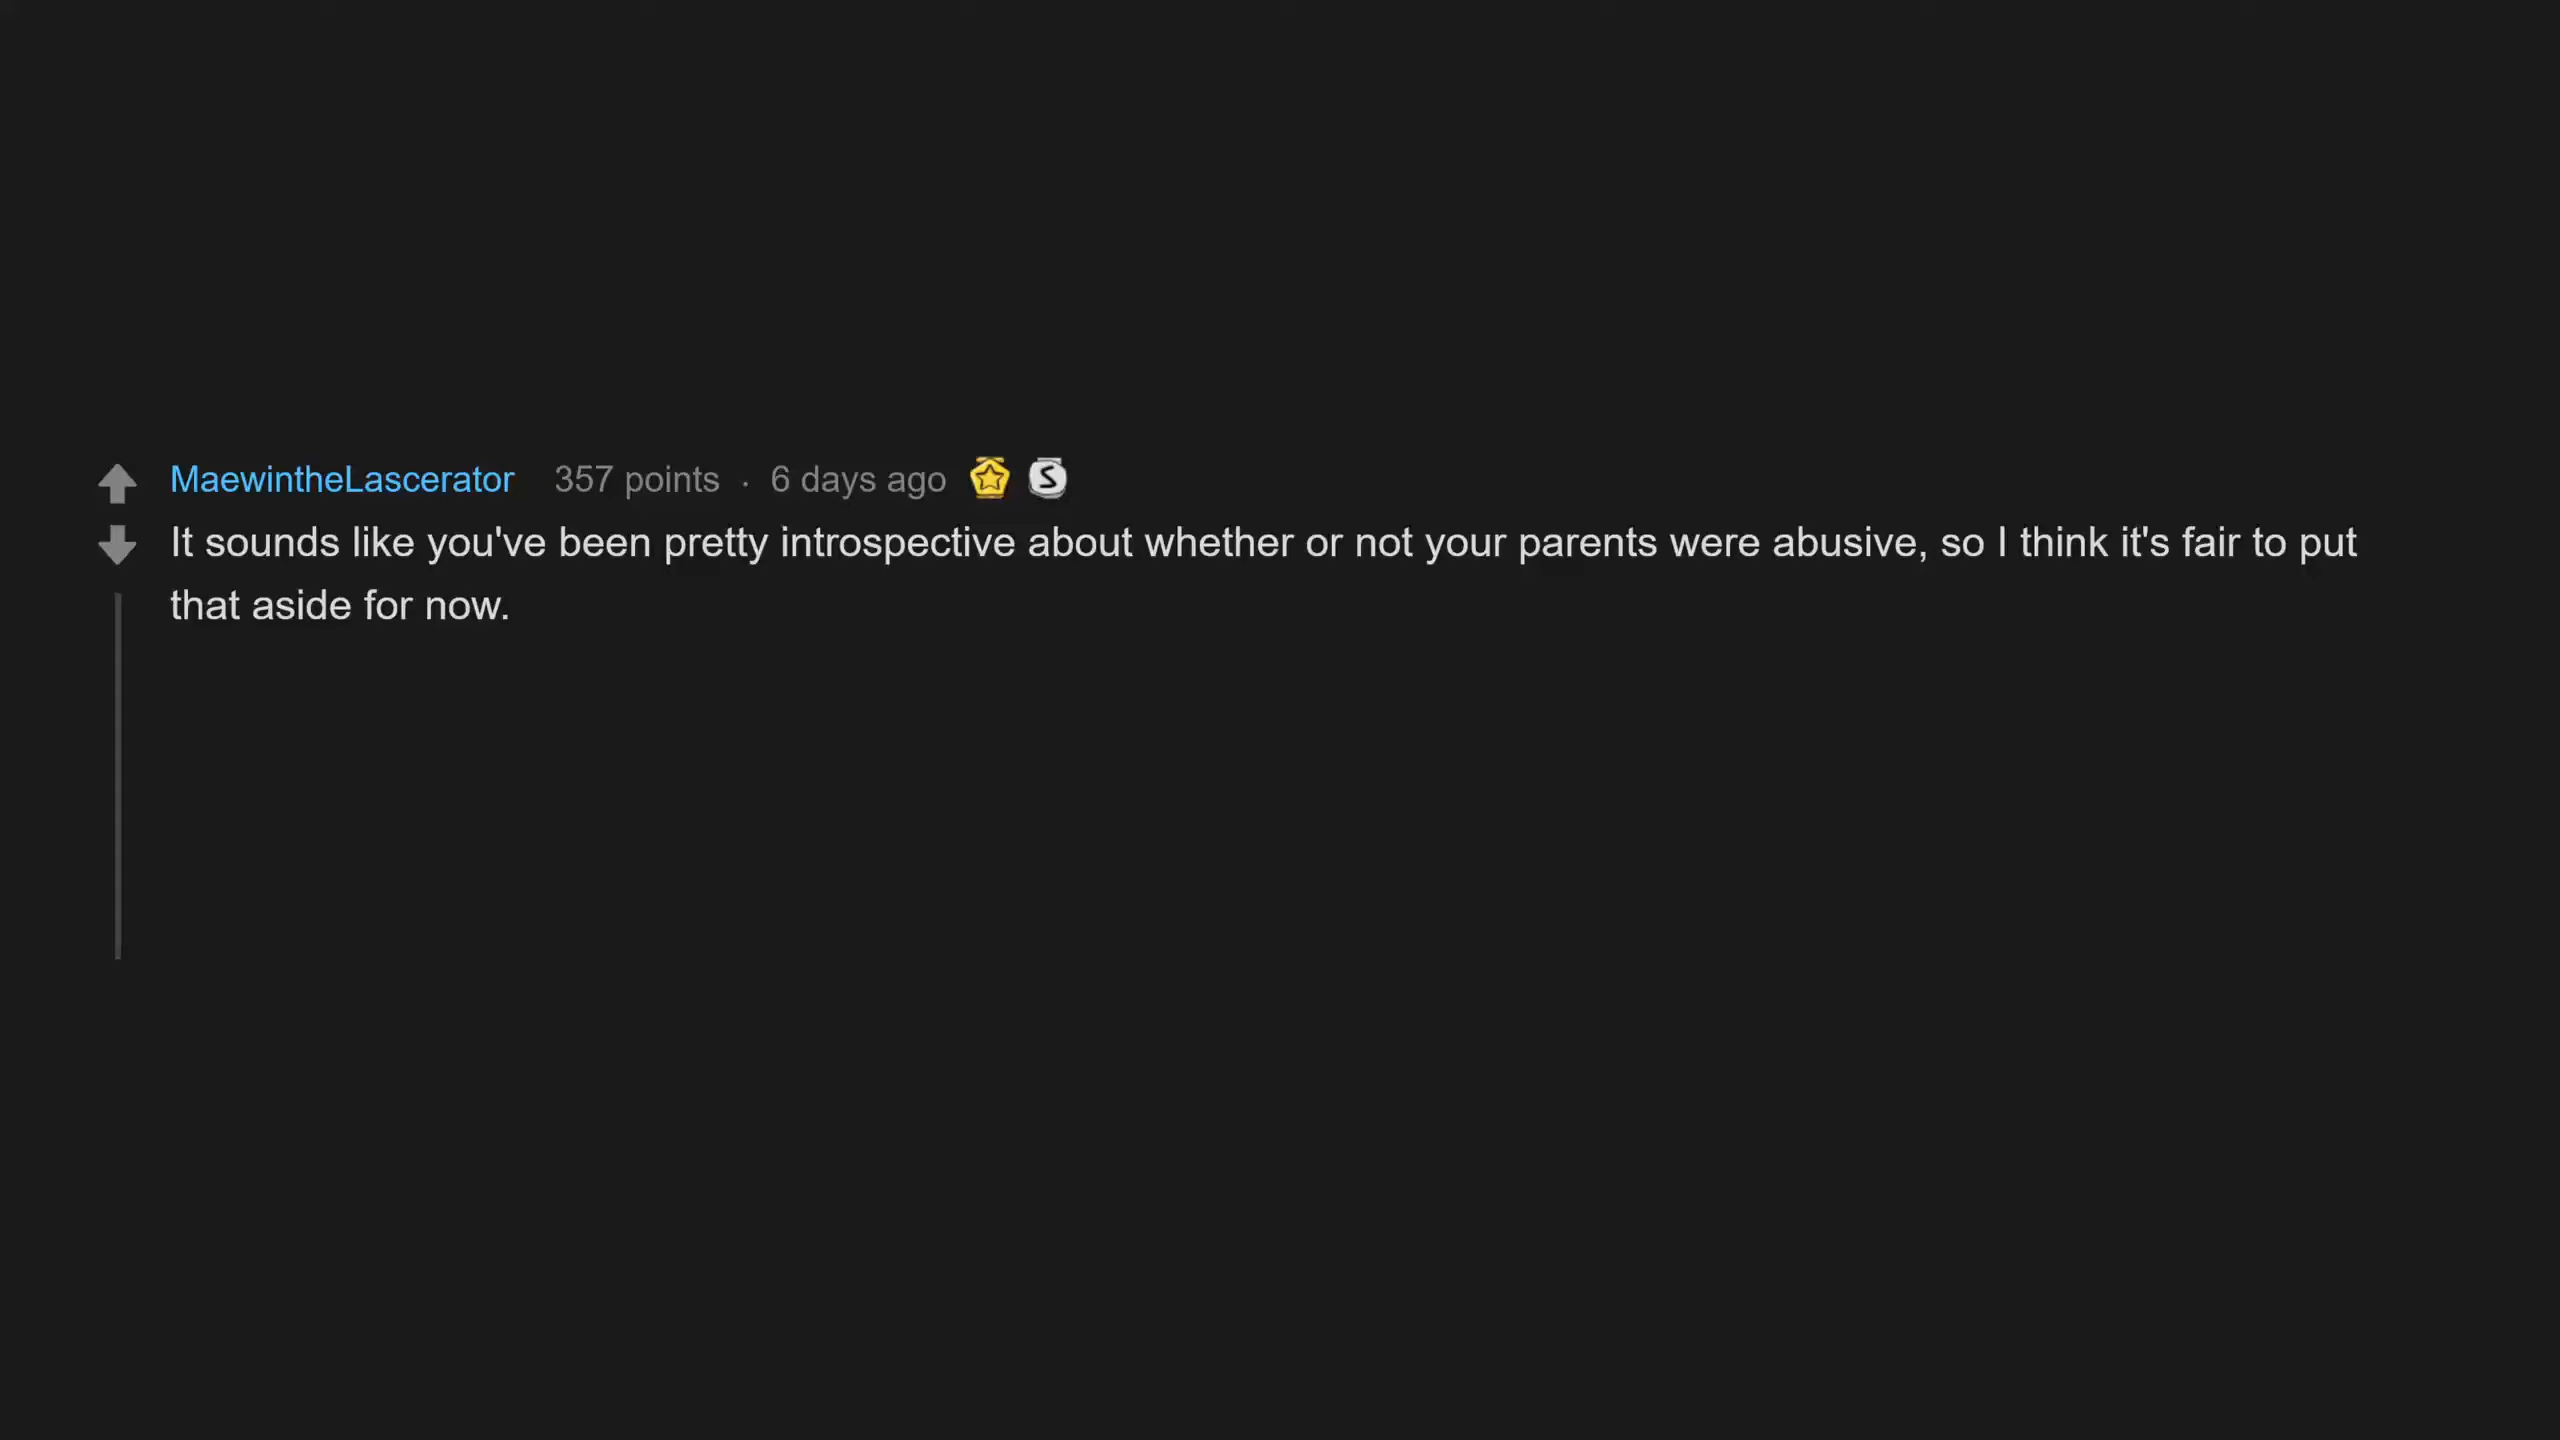 MaewintheLascerator 357 points · 6 days ago S
It sounds like you've been pretty introspective about whether or not your parents were abusive, so I think it's fair to put
that aside for now.